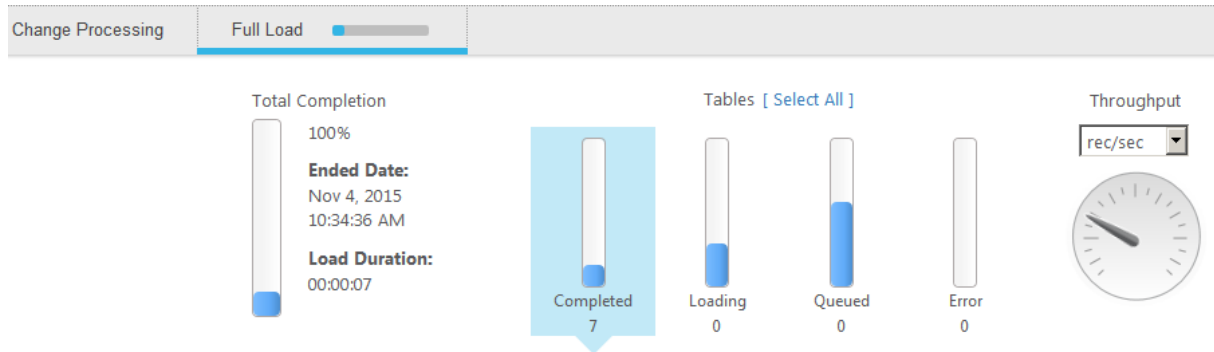 Change Processing
Full Load
Total Completion
100%
Ended Date:
Nov 4, 2015
10:34:36 AM
Load Duration:
00:00:07
Tables [ Select All ]
Completed
7
Loading
0
Queued
0
Error
0
Throughput
rec/sec